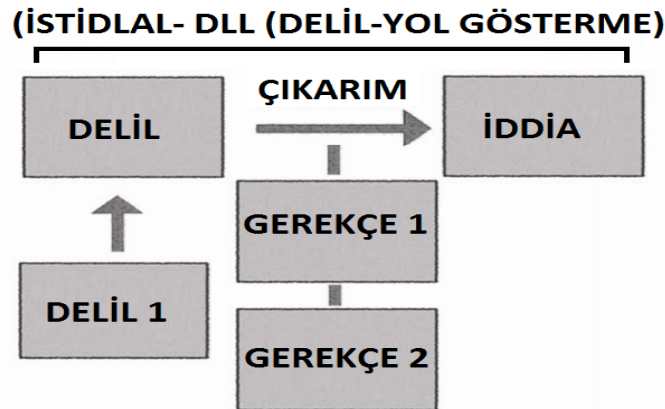 (İSTİDLAL- DLL (DELİL-YOL GÖSTERME)
ÇIKARIM
DELİL
İDDİA
GEREKÇE 1
DELİL 1
GEREKÇE 2